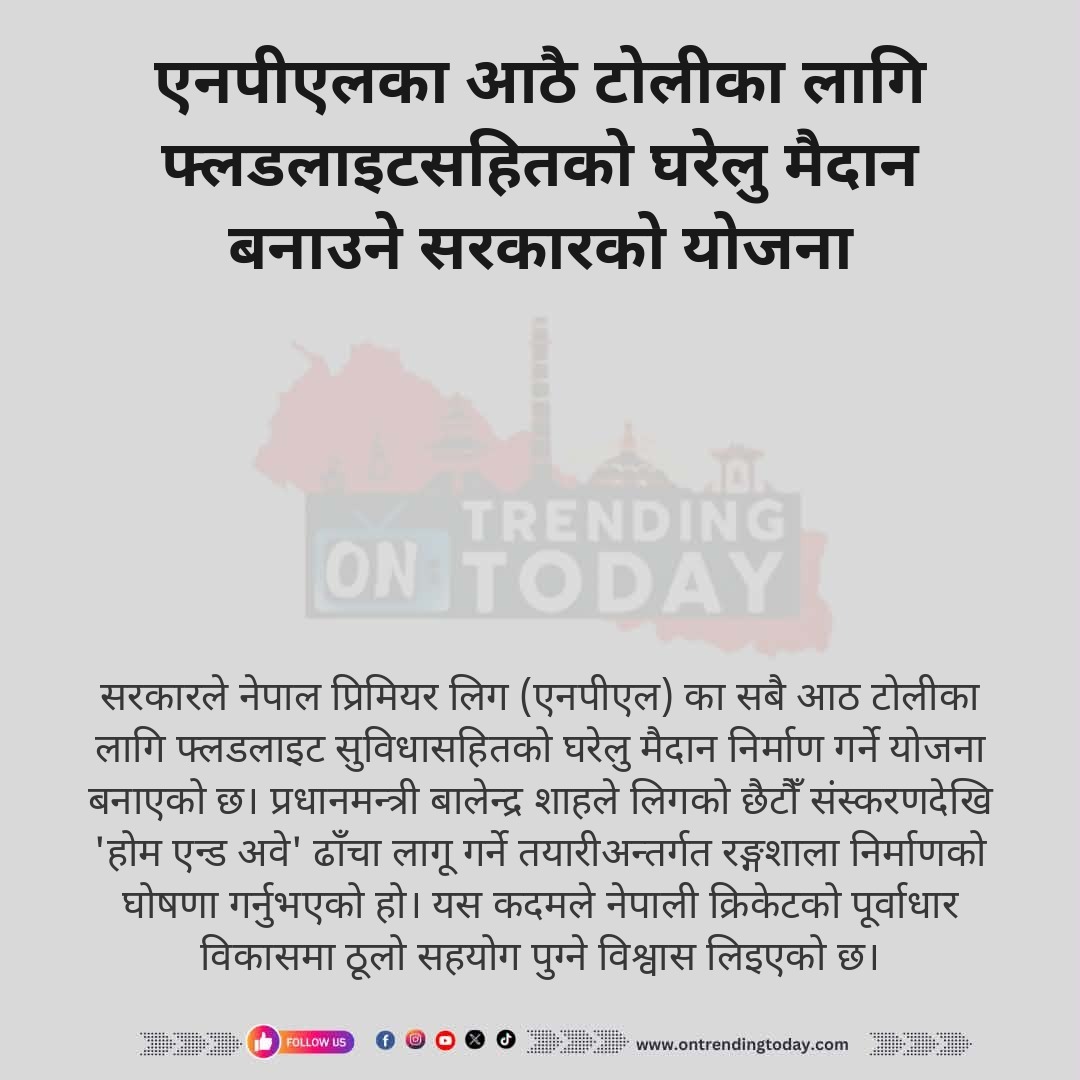 एनपीएलका आठै टोलीका लागि
फ्लडलाइटसहितको घरेलु मैदान
बनाउने सरकारको योजना
TRENDING
ON TODAY
सरकारले नेपाल प्रिमियर लिग (एनपीएल) का सबै आठ टोलीका
लागि फ्लडलाइट सुविधासहितको घरेलु मैदान निर्माण गर्ने योजना
बनाएको छ। प्रधानमन्त्री बालेन्द्र शाहले लिगको छैटौँ संस्करणदेखि
'होम एन्ड अवे' ढाँचा लागू गर्ने तयारीअन्तर्गत रङ्गशाला निर्माणको
घोषणा गर्नुभएको हो। यस कदमले नेपाली क्रिकेटको पूर्वाधार
विकासमा ठूलो सहयोग पुग्ने विश्वास लिइएको छ।
FOLLOW US www.ontrendingtoday.com